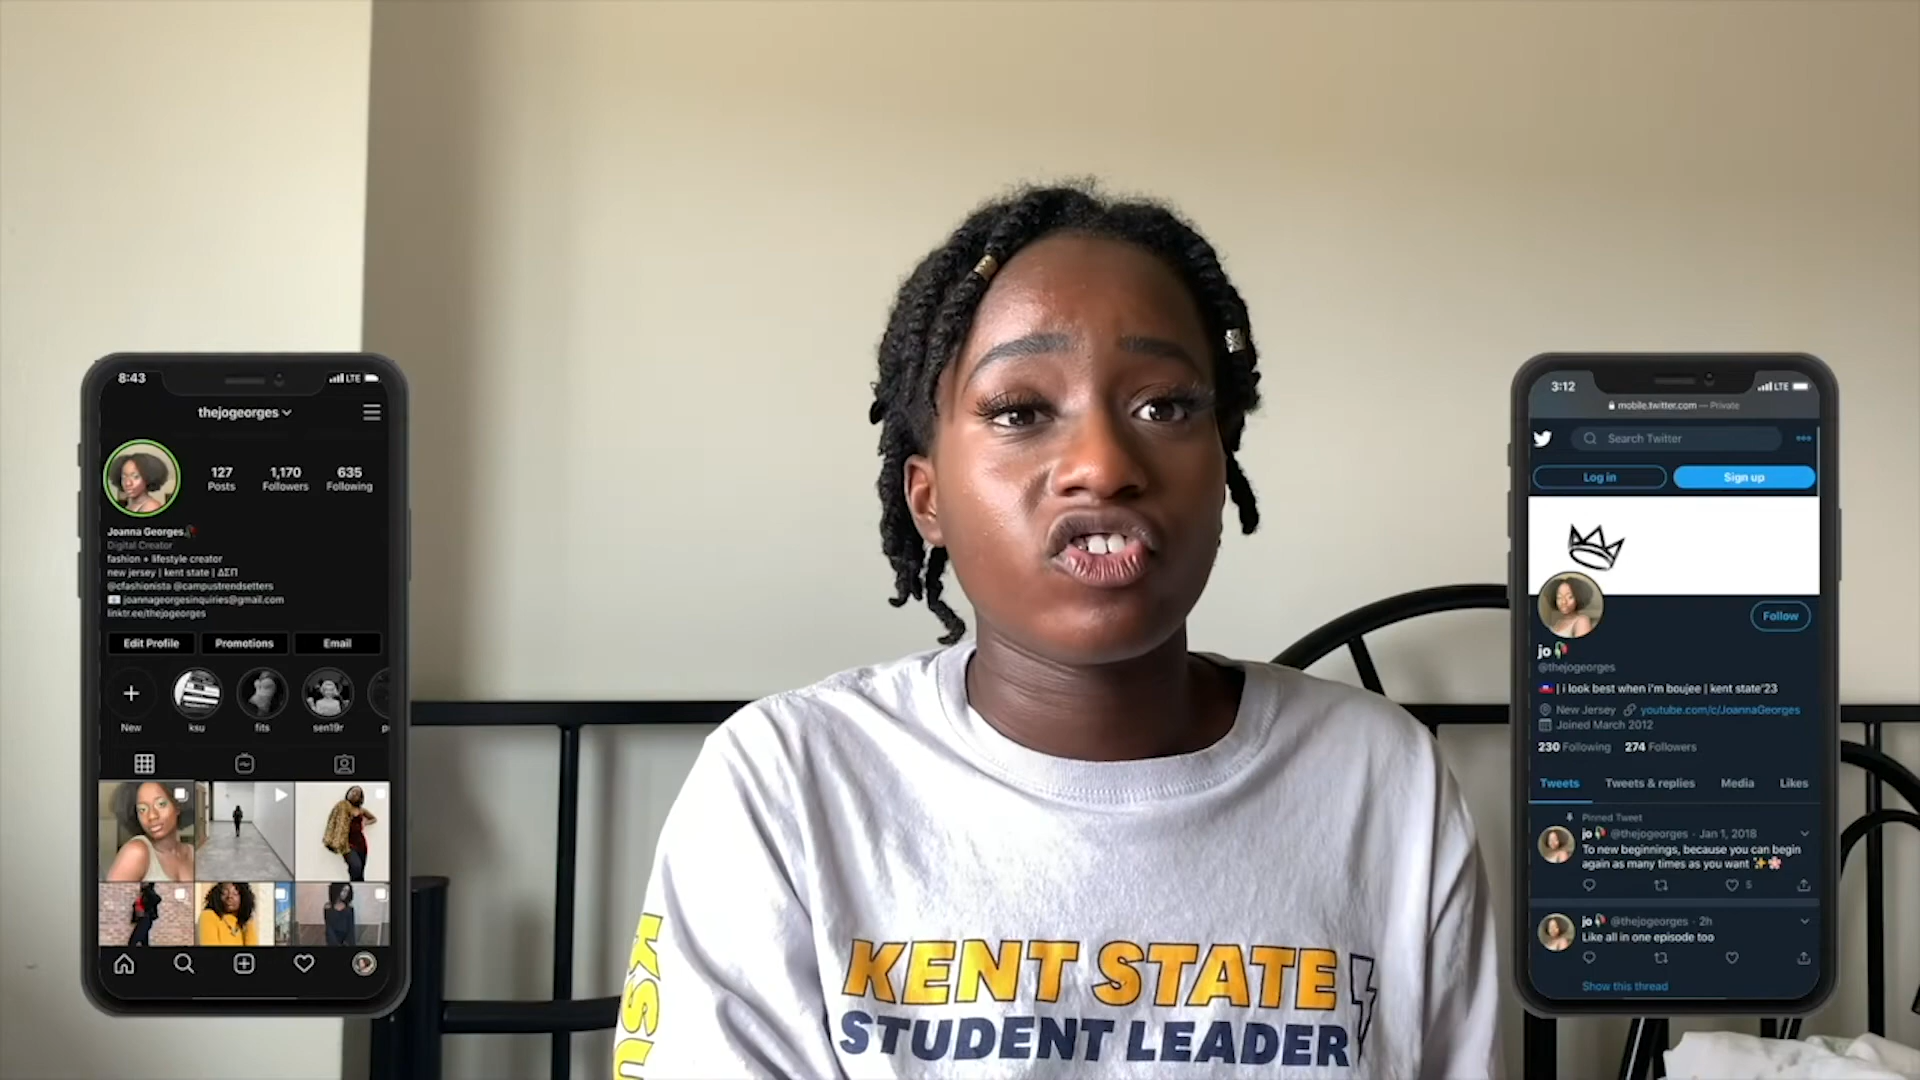 8:43
LTE
thejogeorges
127 1,170 635
Posts Followers Following
Joanna Georges
Digital Creator
fashion + lifestyle creator
new jersey | kent state | ΔΣΠ
@cfashionista @campustrendsetters
joannageorgesinquiries@gmail.com
linktr.ee/thejogeorges
Edit Profile Promotions Email
New ksu fits sen19r
KSU
KENT STATE
STUDENT LEADER
3:12
LTE
mobile.twitter.com — Private
Search Twitter
Log in Sign up
Follow
jo
@thejogeorges
| i look best when i'm boujee | kent state'23
New Jersey youtube.com/c/JoannaGeorges
Joined March 2012
230 Following 274 Followers
Tweets Tweets & replies Media Likes
Pinned Tweet
jo @thejogeorges · Jan 1, 2018
To new beginnings, because you can begin
again as many times as you want ✨🌸
5
jo @thejogeorges · 2h
Like all in one episode too
Show this thread